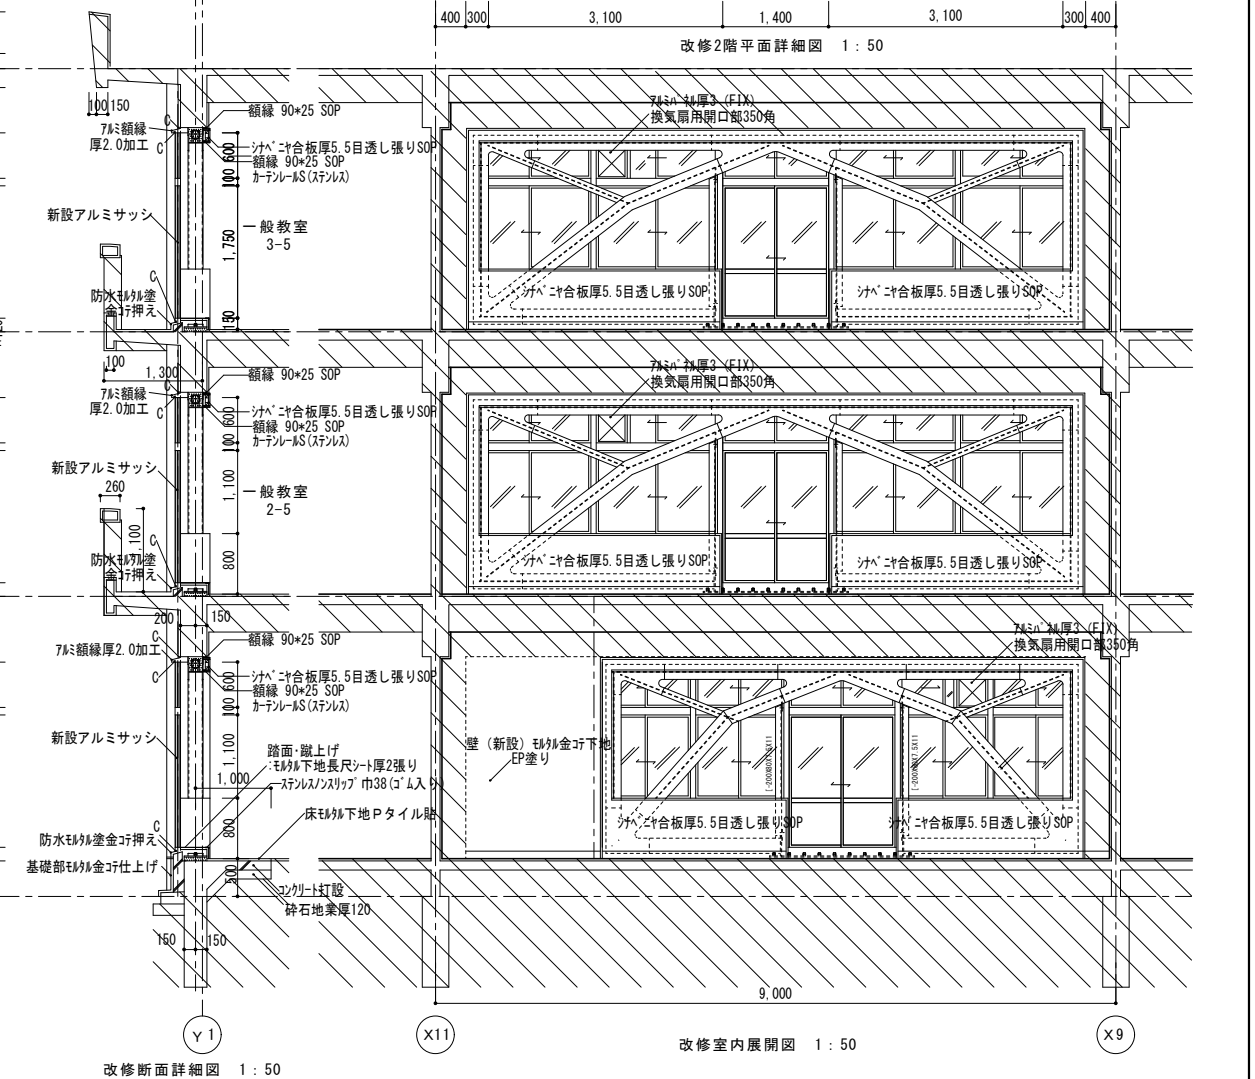 400 300 3,100 1,400 3,100 300 400
改修2階平面詳細図 1：50
100 150
額縁 90*25 SOP
C
ｱﾙﾐ額縁
厚2.0加工
C
ｼﾅﾍﾞﾆﾔ合板厚5.5目透し張りSOP
額縁 90*25 SOP
ｶｰﾃﾝﾚｰﾙS(ｽﾃﾝﾚｽ)
600
100
1,750
150
新設アルミサッシ
一般教室
3-5
C
防水ﾓﾙﾀﾙ塗
金ｺﾃ押え
ｱﾙﾐﾊﾟﾈﾙ厚3 (FIX)
換気扇用開口部350角
ｼﾅﾍﾞﾆﾔ合板厚5.5目透し張りSOP
ｼﾅﾍﾞﾆﾔ合板厚5.5目透し張りSOP
100
1,300
額縁 90*25 SOP
C
ｱﾙﾐ額縁
厚2.0加工
C
ｼﾅﾍﾞﾆﾔ合板厚5.5目透し張りSOP
額縁 90*25 SOP
ｶｰﾃﾝﾚｰﾙS(ｽﾃﾝﾚｽ)
600
100
1,100
800
新設アルミサッシ
一般教室
2-5
260
1,100
C
防水ﾓﾙﾀﾙ塗
金ｺﾃ押え
ｱﾙﾐﾊﾟﾈﾙ厚3 (FIX)
換気扇用開口部350角
ｼﾅﾍﾞﾆﾔ合板厚5.5目透し張りSOP
ｼﾅﾍﾞﾆﾔ合板厚5.5目透し張りSOP
200 150
C
額縁 90*25 SOP
ｱﾙﾐ額縁厚2.0加工
C
ｼﾅﾍﾞﾆﾔ合板厚5.5目透し張りSOP
額縁 90*25 SOP
ｶｰﾃﾝﾚｰﾙS(ｽﾃﾝﾚｽ)
600
100
1,100
800
500
新設アルミサッシ
踏面・蹴上げ
:ﾓﾙﾀﾙ下地長尺ｼｰﾄ厚2張り
1,000
ｽﾃﾝﾚｽﾉﾝｽﾘｯﾌﾟ巾38(ｺﾞﾑ入り)
床ﾓﾙﾀﾙ下地Pタイル貼
C
防水ﾓﾙﾀﾙ塗金ｺﾃ押え
基礎部ﾓﾙﾀﾙ金ｺﾃ仕上げ
ｺﾝｸﾘｰﾄ打設
砕石地業厚120
150 150
壁（新設）ﾓﾙﾀﾙ金ｺﾃ下地
EP塗り
ｱﾙﾐﾊﾟﾈﾙ厚3 (FIX)
換気扇用開口部350角
[-200X80X7.5X11
[-200X80X7.5X11
ｼﾅﾍﾞﾆﾔ合板厚5.5目透し張りSOP
ｼﾅﾍﾞﾆﾔ合板厚5.5目透し張りSOP
9,000
Y1 X11 X9
改修室内展開図 1：50
改修断面詳細図 1：50